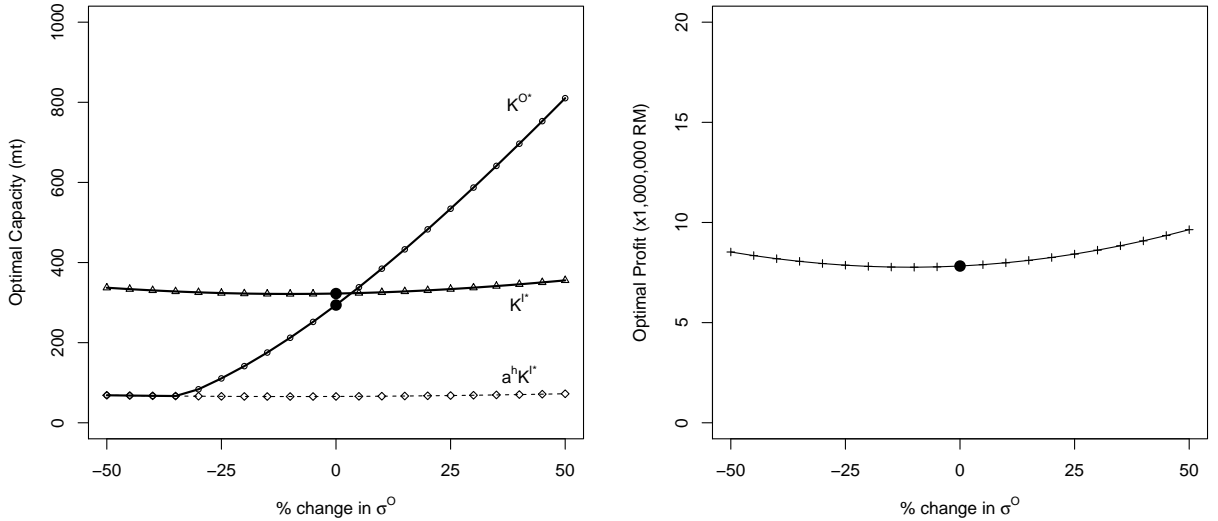 Optimal Capacity (mt)
1000
800
600
400
200
0
K^O*
K^I*
a^hK^I*
−50 −25 0 25 50
% change in σ^O
Optimal Profit (x1,000,000 RM)
20
15
10
5
0
−50 −25 0 25 50
% change in σ^O